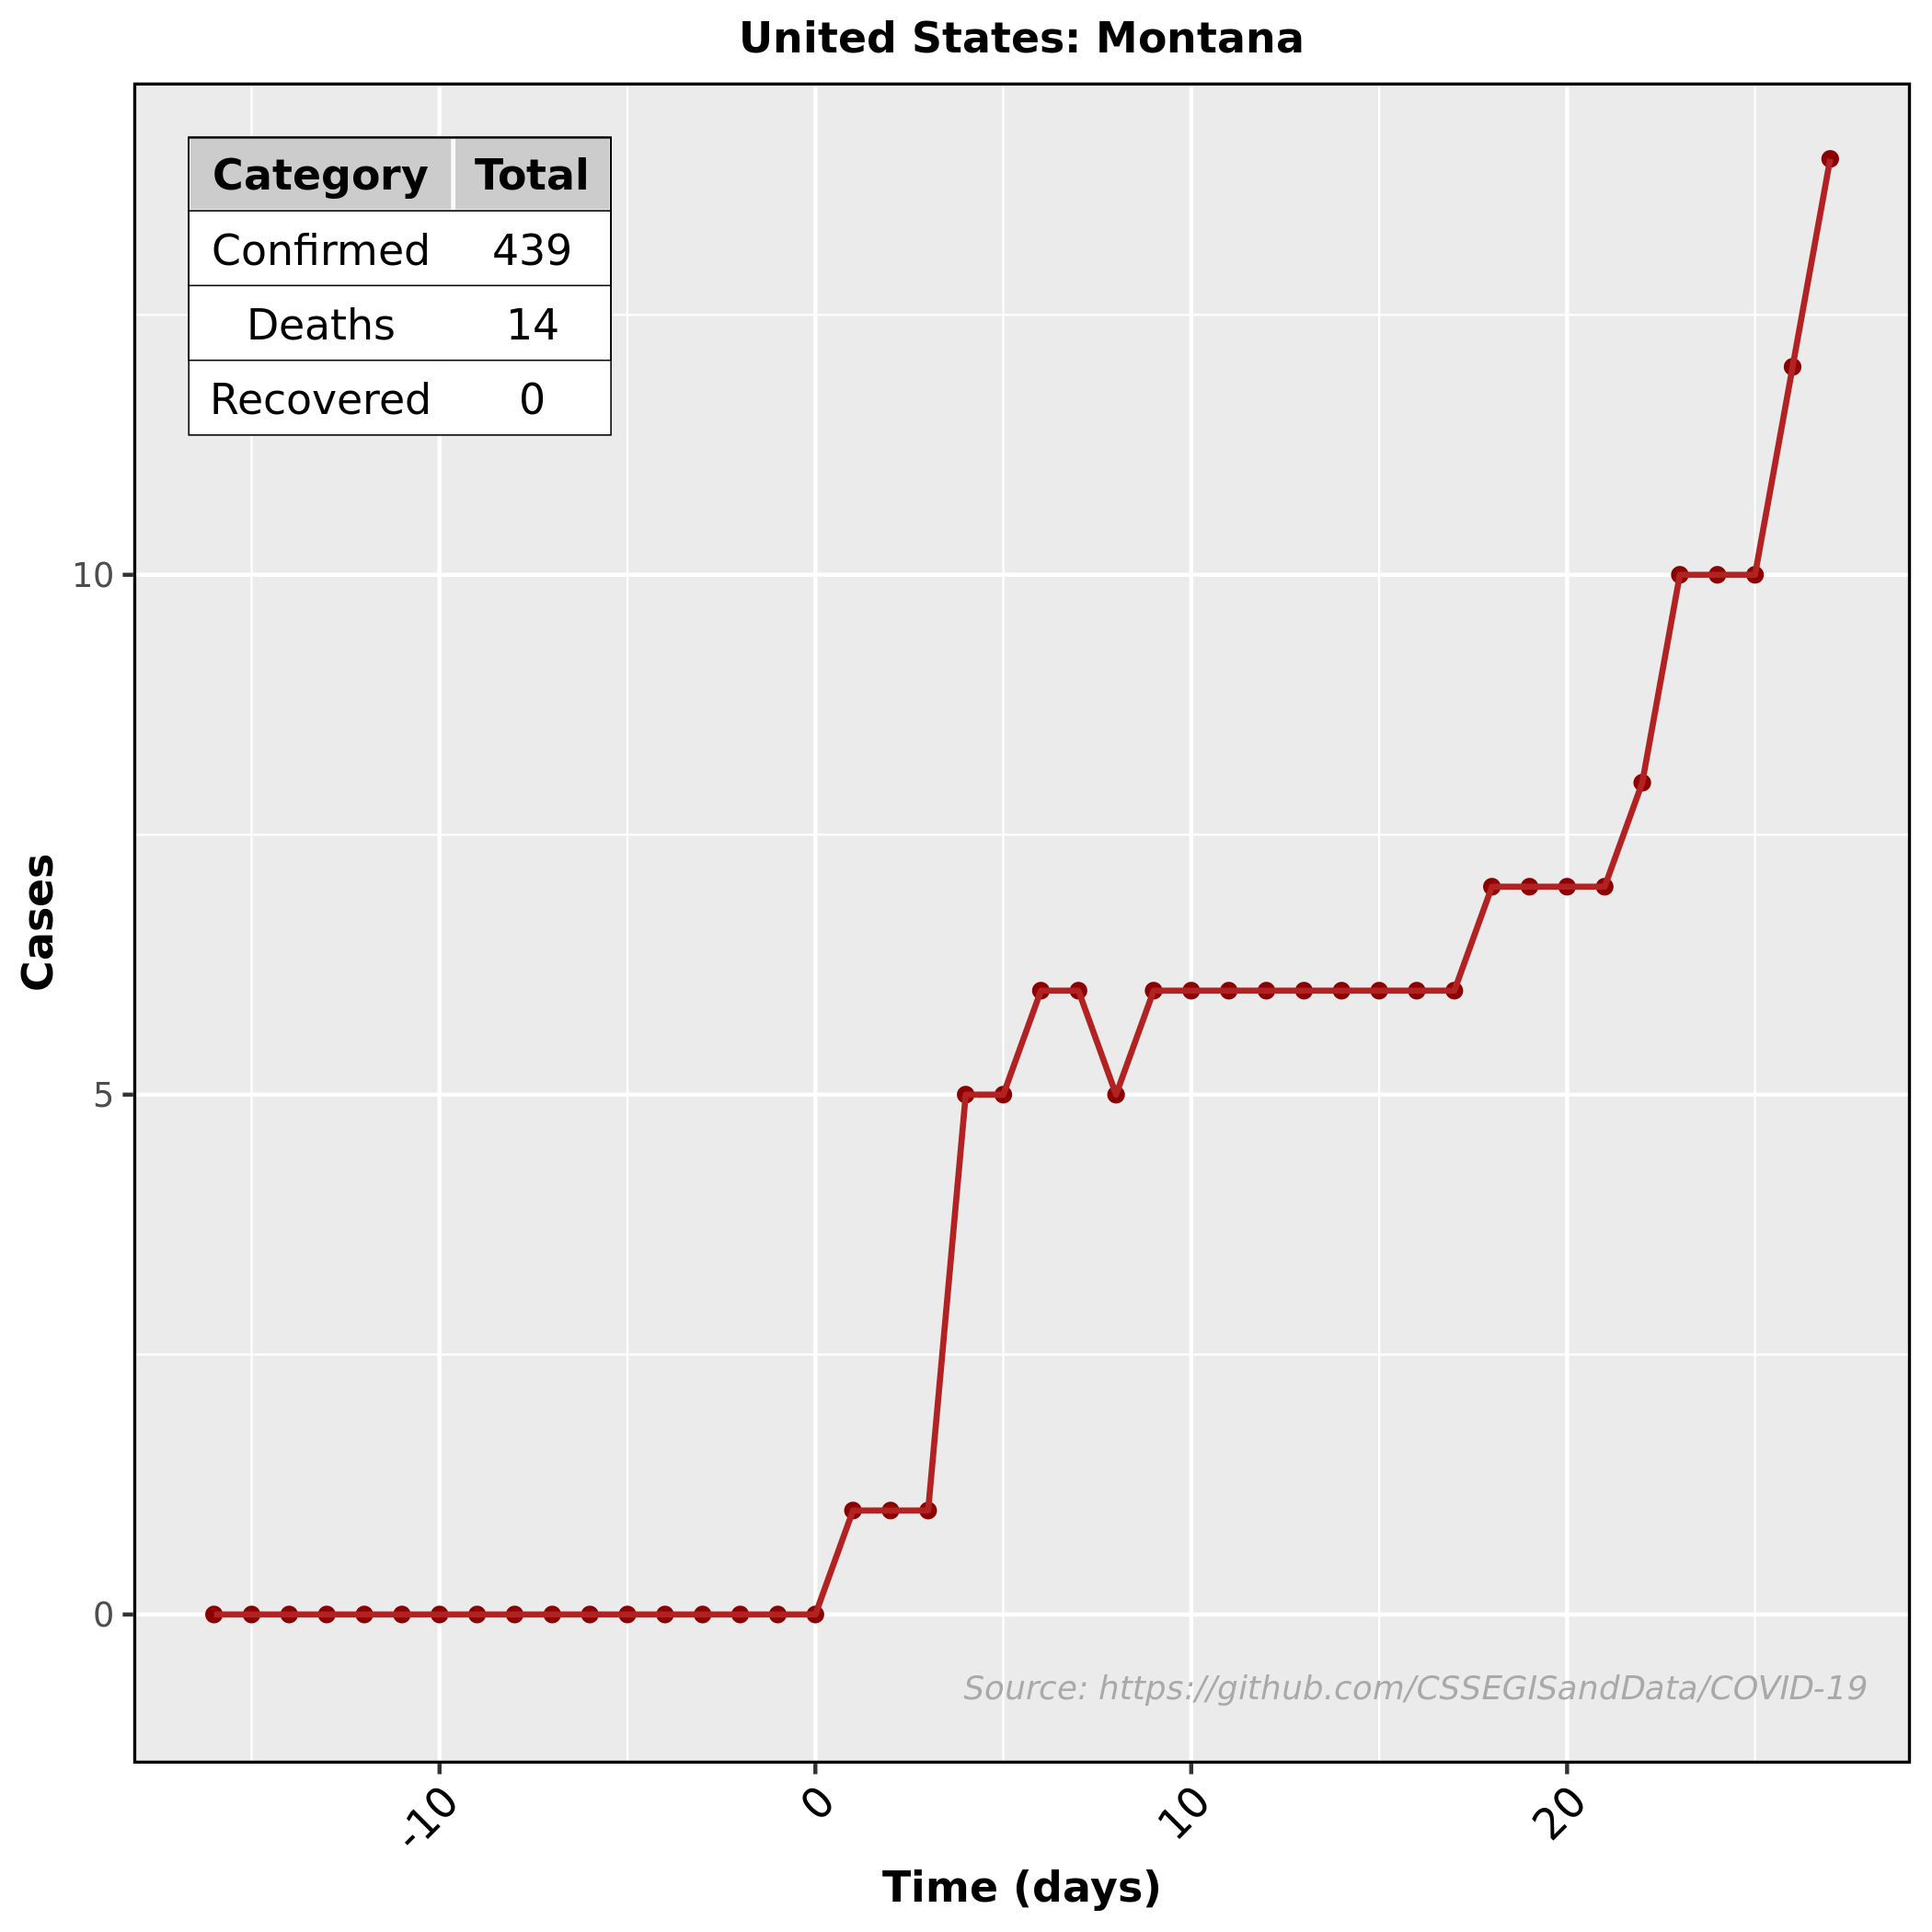 United States: Montana
Category Total
Confirmed 439
Deaths 14
Recovered 0
10
5
0
Cases
Source: https://github.com/CSSEGISandData/COVID-19
-10 0 10 20
Time (days)